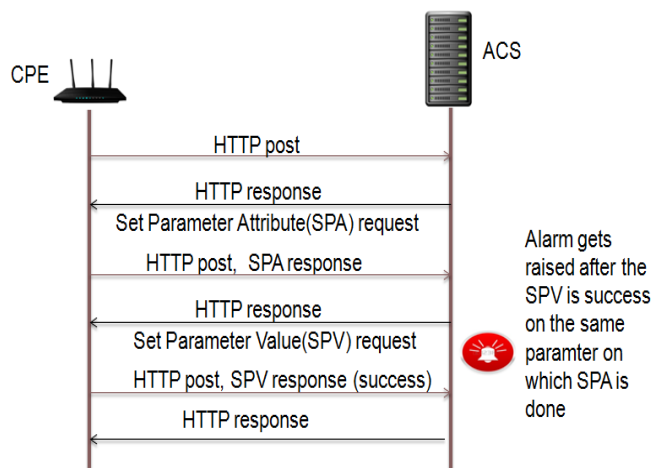 CPE
ACS
HTTP post
HTTP response
Set Parameter Attribute(SPA) request
HTTP post, SPA response
HTTP response
Set Parameter Value(SPV) request
HTTP post, SPV response (success)
HTTP response
Alarm gets
raised after the
SPV is success
on the same
paramter on
which SPA is
done